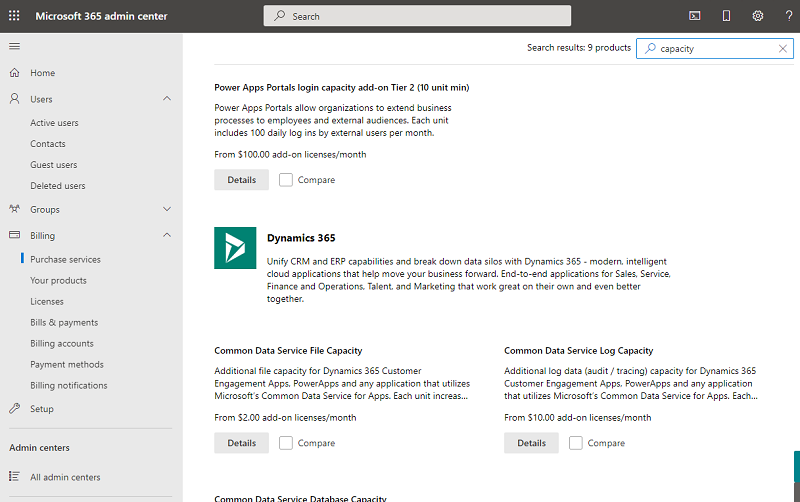 Microsoft 365 admin center
Search
?
Search results: 9 products
capacity
Home
Users
Active users
Contacts
Guest users
Deleted users
Groups
Billing
Purchase services
Your products
Licenses
Bills & payments
Billing accounts
Payment methods
Billing notifications
Setup
Admin centers
All admin centers
Power Apps Portals login capacity add-on Tier 2 (10 unit min)
Power Apps Portals allow organizations to extend business
processes to employees and external audiences. Each unit
includes 100 daily log ins by external users per month.
From $100.00 add-on licenses/month
Details
Compare
Dynamics 365
Unify CRM and ERP capabilities and break down data silos with Dynamics 365 - modern, intelligent
cloud applications that help move your business forward. End-to-end applications for Sales, Service,
Finance and Operations, Talent, and Marketing that work great on their own and even better
together.
Common Data Service File Capacity
Additional file capacity for Dynamics 365 Customer
Engagement Apps, PowerApps and any application that utilizes
Microsoft's Common Data Service for Apps. Each unit increas...
From $2.00 add-on licenses/month
Details
Compare
Common Data Service Log Capacity
Additional log data (audit / tracing) capacity for Dynamics 365
Customer Engagement Apps, PowerApps and any application
that utilizes Microsoft's Common Data Service for Apps. Each...
From $10.00 add-on licenses/month
Details
Compare
Common Data Service Database Capacity